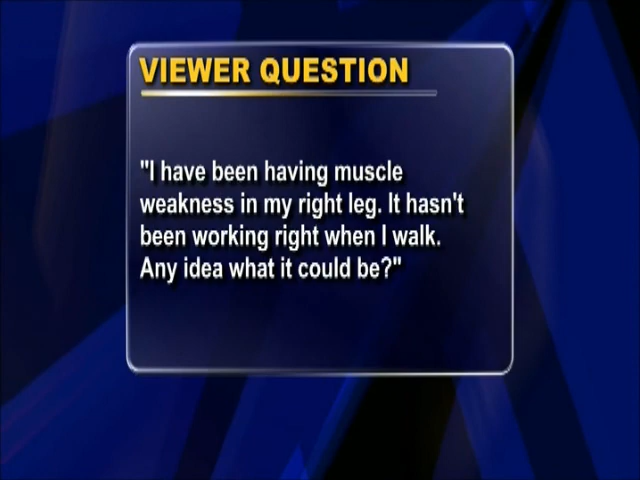 VIEWER QUESTION
"I have been having muscle
weakness in my right leg. It hasn't
been working right when I walk.
Any idea what it could be?"